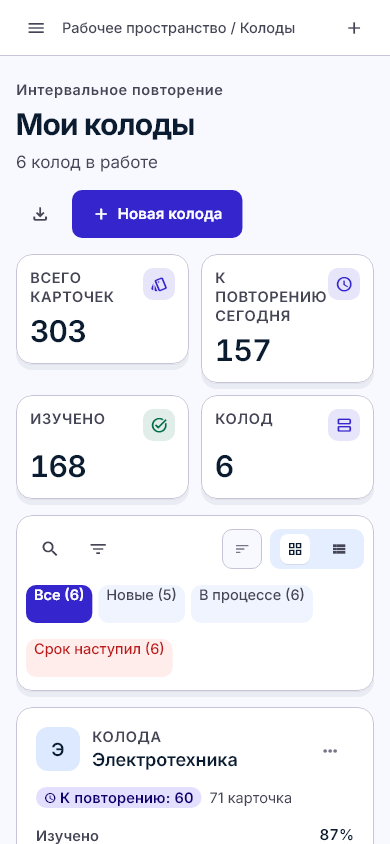 Рабочее пространство / Колоды
Интервальное повторение
Мои колоды
6 колод в работе
Новая колода
ВСЕГО
КАРТОЧЕК
303
К
ПОВТОРЕНИЮ
СЕГОДНЯ
157
ИЗУЧЕНО
168
КОЛОД
6
Все (6)
Новые (5)
В процессе (6)
Срок наступил (6)
Э
КОЛОДА
Электротехника
К повторению: 60
71 карточка
Изучено
87%